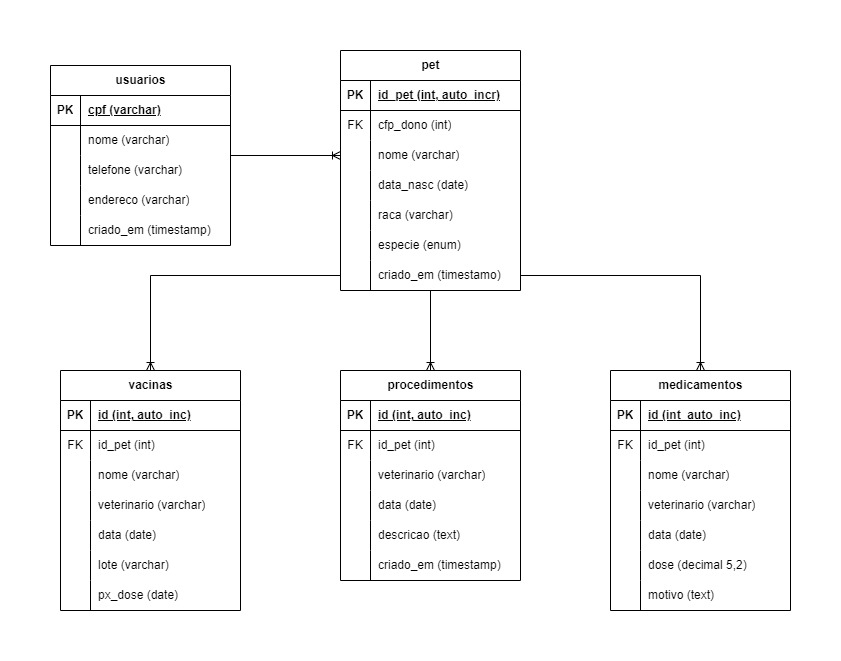 usuarios
PK cpf (varchar)
nome (varchar)
telefone (varchar)
endereco (varchar)
criado_em (timestamp)
pet
PK id_pet (int, auto_incr)
FK cfp_dono (int)
nome (varchar)
data_nasc (date)
raca (varchar)
especie (enum)
criado_em (timestamo)
vacinas
PK id (int, auto_inc)
FK id_pet (int)
nome (varchar)
veterinario (varchar)
data (date)
lote (varchar)
px_dose (date)
procedimentos
PK id (int, auto_inc)
FK id_pet (int)
veterinario (varchar)
data (date)
descricao (text)
criado_em (timestamp)
medicamentos
PK id (int_auto_inc)
FK id_pet (int)
nome (varchar)
veterinario (varchar)
data (date)
dose (decimal 5,2)
motivo (text)